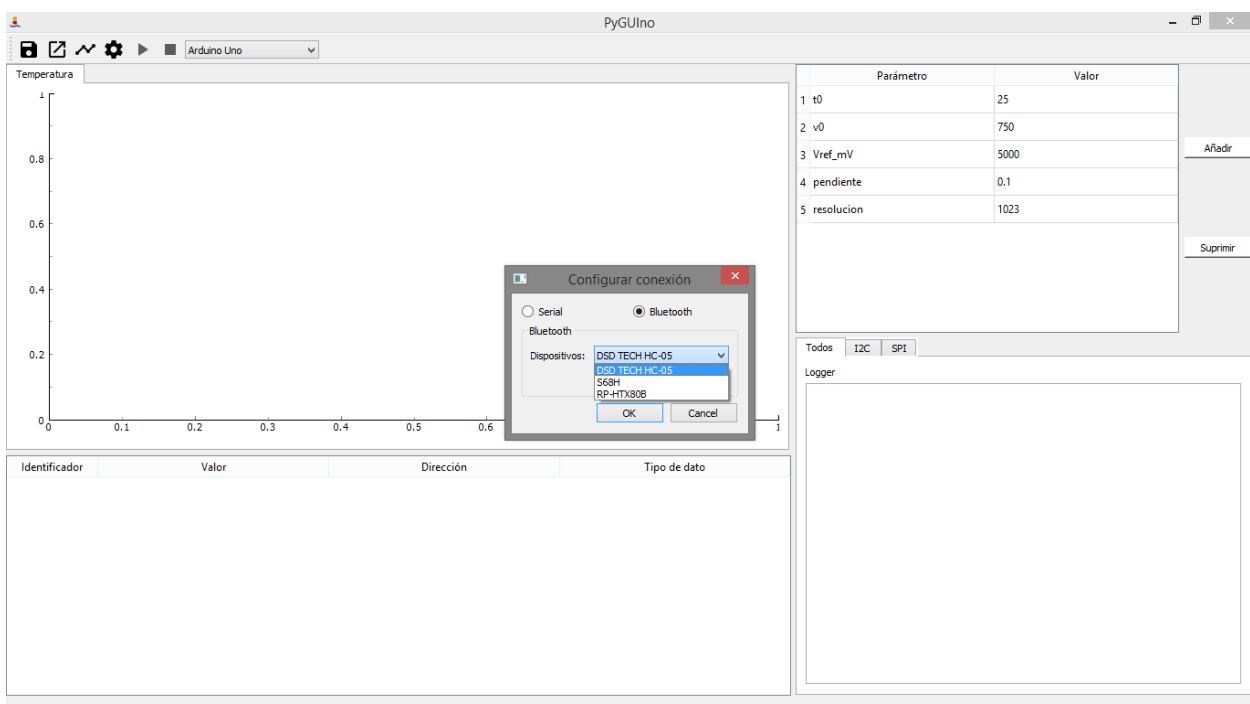 PyGUIno
Arduino Uno
Temperatura
1
0.8
0.6
0.4
0.2
0
0 0.1 0.2 0.3 0.4 0.5 0.6 1
Parámetro Valor
1 t0 25
2 v0 750
3 Vref_mV 5000
4 pendiente 0.1
5 resolucion 1023
Añadir
Suprimir
Configurar conexión
Serial Bluetooth
Bluetooth
Dispositivos: DSD TECH HC-05
DSD TECH HC-05
S68H
RP-HTX80B
OK Cancel
Todos I2C SPI
Logger
Identificador Valor Dirección Tipo de dato